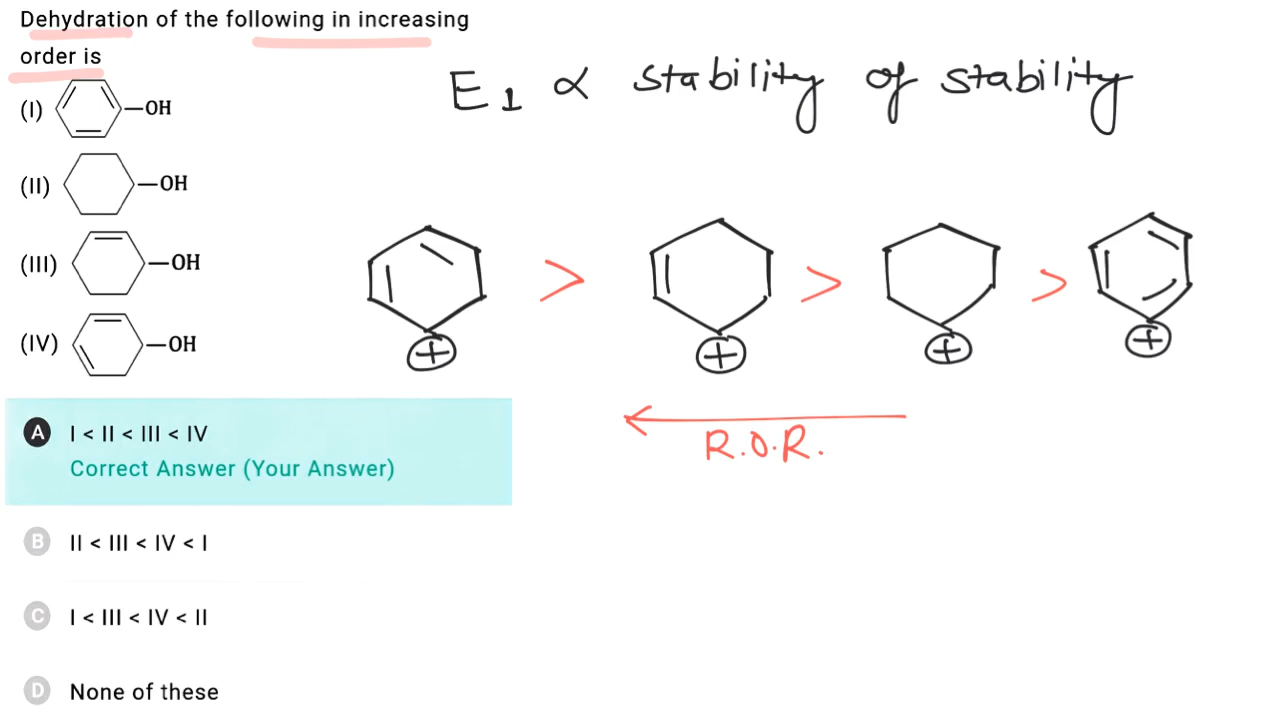 Dehydration of the following in increasing
order is
E1 ∝ stability of stability
(I) —OH
(II) —OH
(III) —OH
(IV) —OH
> > >
+ + + +
R.O.R.
A I < II < III < IV
Correct Answer (Your Answer)
B II < III < IV < I
C I < III < IV < II
D None of these